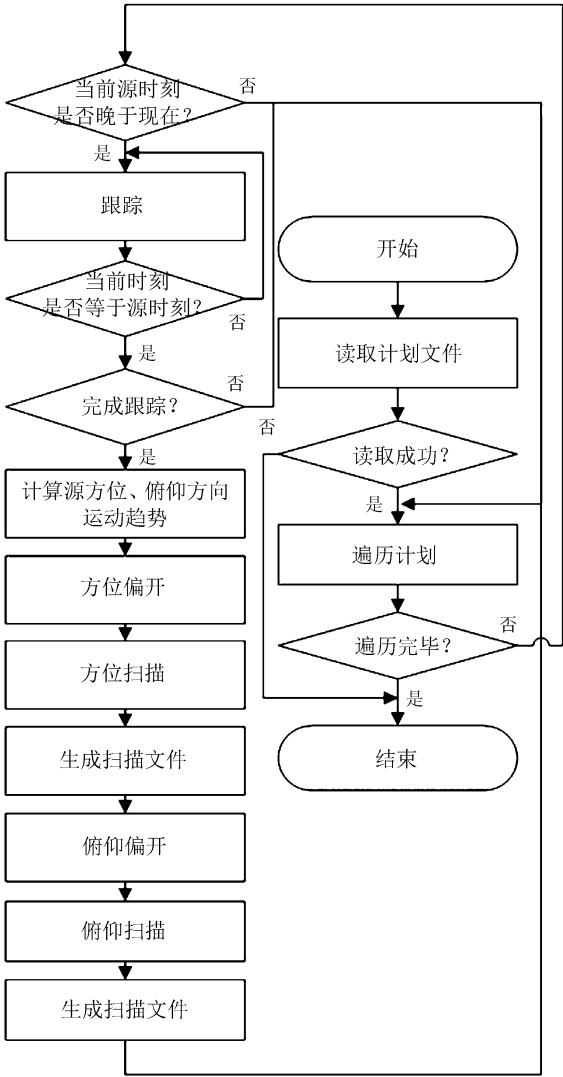 当前源时刻
是否晚于现在？
否
是
跟踪
当前时刻
是否等于源时刻？
否
是
完成跟踪？
否
是
计算源方位、俯仰方向
运动趋势
方位偏开
方位扫描
生成扫描文件
俯仰偏开
俯仰扫描
生成扫描文件
开始
读取计划文件
读取成功？
否
是
遍历计划
遍历完毕？
否
是
结束